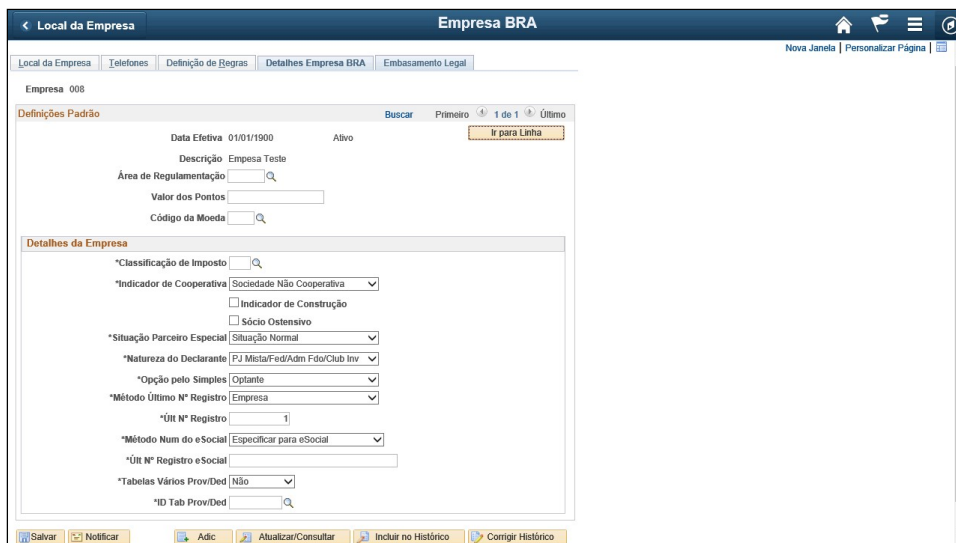 Local da Empresa
Empresa BRA
Nova Janela | Personalizar Página |
Local da Empresa Telefones Definição de Regras Detalhes Empresa BRA Embasamento Legal
Empresa 008
Definições Padrão Buscar Primeiro 1 de 1 Último
Ir para Linha
Data Efetiva 01/01/1900 Ativo
Descrição Empesa Teste
Área de Regulamentação
Valor dos Pontos
Código da Moeda
Detalhes da Empresa
*Classificação de Imposto
*Indicador de Cooperativa Sociedade Não Cooperativa
Indicador de Construção
Sócio Ostensivo
*Situação Parceiro Especial Situação Normal
*Natureza do Declarante PJ Mista/Fed/Adm Fdo/Club Inv
*Opção pelo Simples Optante
*Método Último Nº Registro Empresa
*Últ Nº Registro 1
*Método Num do eSocial Especificar para eSocial
*Últ Nº Registro eSocial
*Tabelas Vários Prov/Ded Não
*ID Tab Prov/Ded
Salvar Notificar Adic Atualizar/Consultar Incluir no Histórico Corrigir Histórico